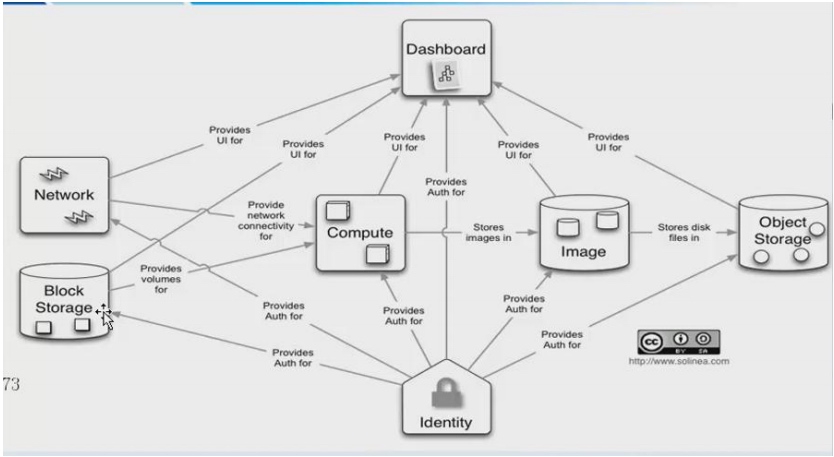 Dashboard
Provides
UI for
Provides
UI for
Provides
UI for
Provides
UI for
Provides
UI for
Provides
Auth for
Network
Provide
network
connectivity
for
Compute
Stores
images in
Image
Stores disk
files in
Object
Storage
Block
Storage
Provides
volumes
for
Provides
Auth for
Provides
Auth for
Provides
Auth for
Provides
Auth for
Provides
Auth for
cc
BY SA
http://www.solinea.com
73
Identity